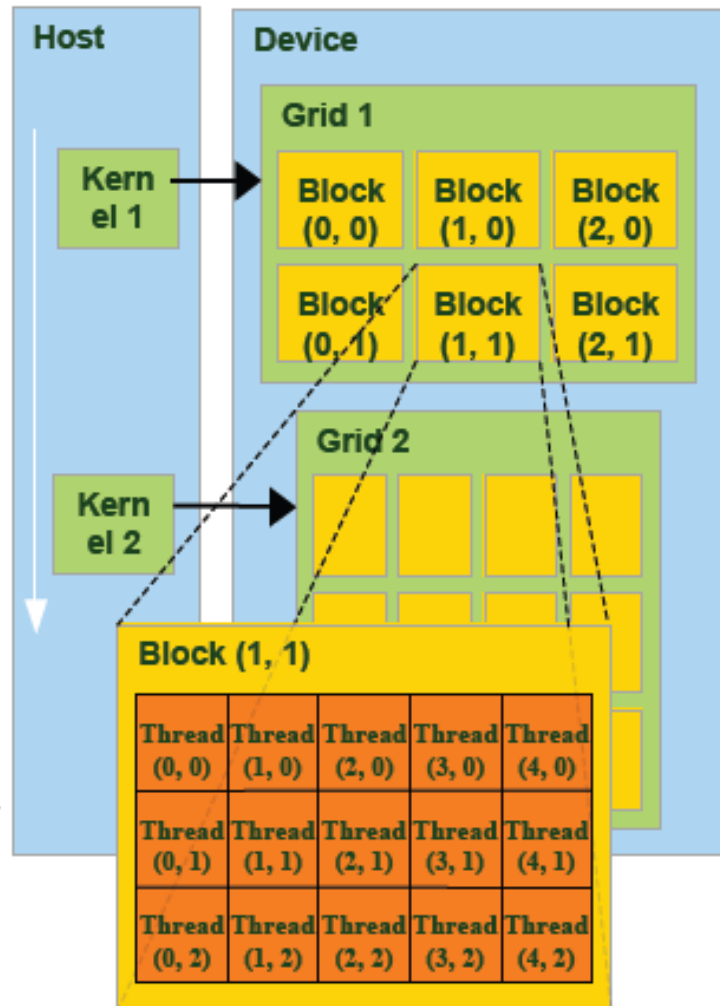 Host
Device
Grid 1
Kern
el 1
Block
(0, 0)
Block
(1, 0)
Block
(2, 0)
Block
(0, 1)
Block
(1, 1)
Block
(2, 1)
Grid 2
Kern
el 2
Block (1, 1)
Thread
(0, 0)
Thread
(1, 0)
Thread
(2, 0)
Thread
(3, 0)
Thread
(4, 0)
Thread
(0, 1)
Thread
(1, 1)
Thread
(2, 1)
Thread
(3, 1)
Thread
(4, 1)
Thread
(0, 2)
Thread
(1, 2)
Thread
(2, 2)
Thread
(3, 2)
Thread
(4, 2)